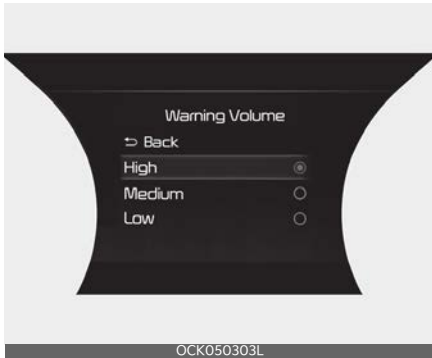 Warning Volume
⮌ Back
High
Medium
Low
OCK050303L